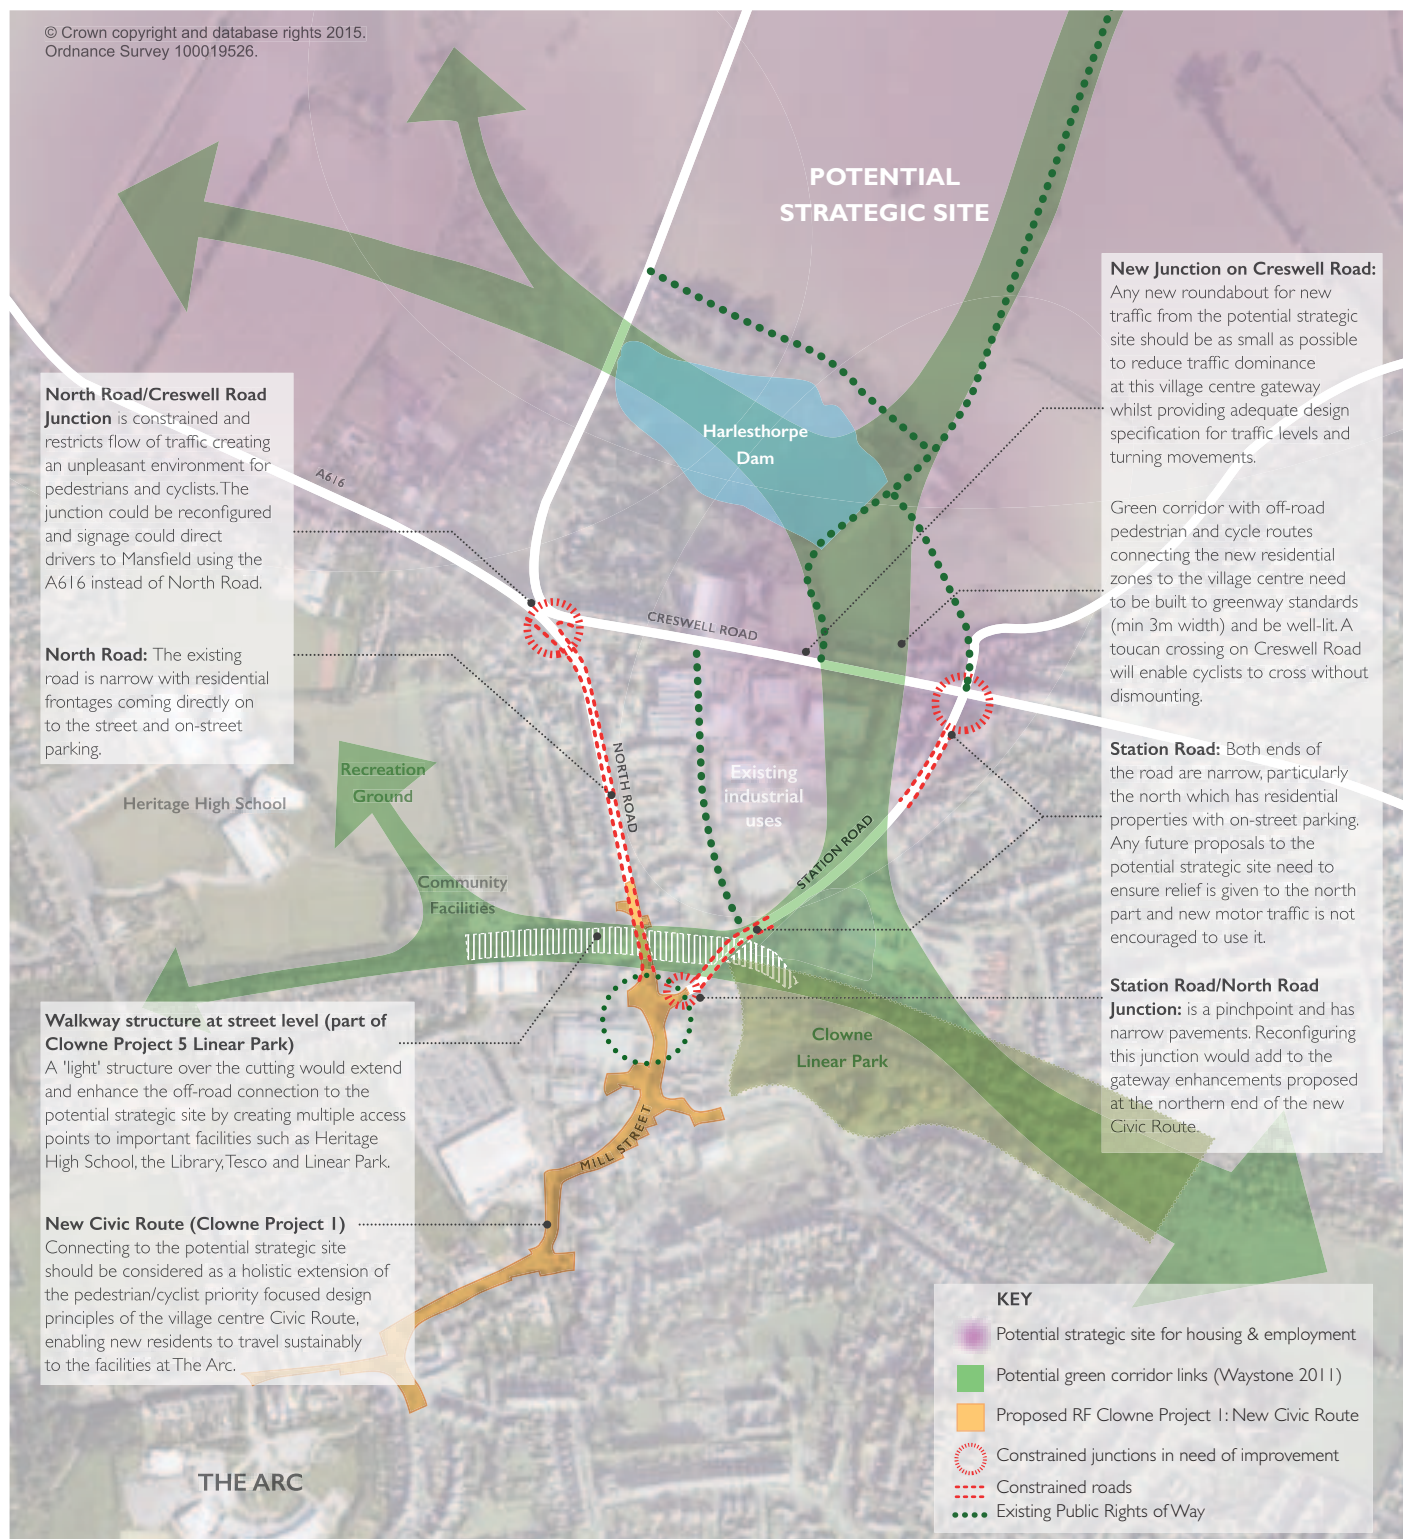 © Crown copyright and database rights 2015.
Ordnance Survey 100019526.
POTENTIAL
STRATEGIC SITE
New Junction on Creswell Road:
Any new roundabout for new
traffic from the potential strategic
site should be as small as possible
to reduce traffic dominance
at this village centre gateway
whilst providing adequate design
specification for traffic levels and
turning movements.
Green corridor with off-road
pedestrian and cycle routes
connecting the new residential
zones to the village centre need
to be built to greenway standards
(min 3m width) and be well-lit. A
toucan crossing on Creswell Road
will enable cyclists to cross without
dismounting.
Station Road: Both ends of
the road are narrow, particularly
the north which has residential
properties with on-street parking.
Any future proposals to the
potential strategic site need to
ensure relief is given to the north
part and new motor traffic is not
encouraged to use it.
Station Road/North Road
Junction: is a pinchpoint and has
narrow pavements. Reconfiguring
this junction would add to the
gateway enhancements proposed
at the northern end of the new
Civic Route.
North Road/Creswell Road
Junction is constrained and
restricts flow of traffic creating
an unpleasant environment for
pedestrians and cyclists. The
junction could be reconfigured
and signage could direct
drivers to Mansfield using the
A616 instead of North Road.
North Road: The existing
road is narrow with residential
frontages coming directly on
to the street and on-street
parking.
A616
Harlesthorpe
Dam
CRESWELL ROAD
NORTH ROAD
Existing
industrial
uses
STATION ROAD
Recreation
Ground
Heritage High School
Community
Facilities
Clowne
Linear Park
MILL STREET
Walkway structure at street level (part of
Clowne Project 5 Linear Park)
A 'light' structure over the cutting would extend
and enhance the off-road connection to the
potential strategic site by creating multiple access
points to important facilities such as Heritage
High School, the Library, Tesco and Linear Park.
New Civic Route (Clowne Project 1)
Connecting to the potential strategic site
should be considered as a holistic extension of
the pedestrian/cyclist priority focused design
principles of the village centre Civic Route,
enabling new residents to travel sustainably
to the facilities at The Arc.
THE ARC
KEY
Potential strategic site for housing & employment
Potential green corridor links (Waystone 2011)
Proposed RF Clowne Project 1: New Civic Route
Constrained junctions in need of improvement
Constrained roads
Existing Public Rights of Way